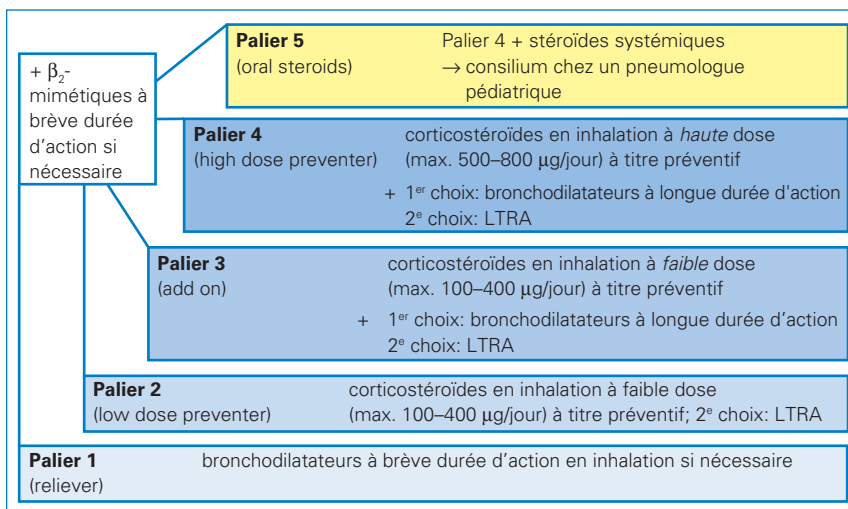 Palier 5 Palier 4 + stéroïdes systémiques
(oral steroids) → consilium chez un pneumologue
pédiatrique
+ β₂-
mimétiques à
brève durée
d'action si
nécessaire
Palier 4 corticostéroïdes en inhalation à haute dose
(high dose preventer) (max. 500–800 µg/jour) à titre préventif
+ 1er choix: bronchodilatateurs à longue durée d'action
2e choix: LTRA
Palier 3 corticostéroïdes en inhalation à faible dose
(add on) (max. 100–400 µg/jour) à titre préventif
+ 1er choix: bronchodilatateurs à longue durée d'action
2e choix: LTRA
Palier 2 corticostéroïdes en inhalation à faible dose
(low dose preventer) (max. 100–400 µg/jour) à titre préventif; 2e choix: LTRA
Palier 1 bronchodilatateurs à brève durée d'action en inhalation si nécessaire
(reliever)